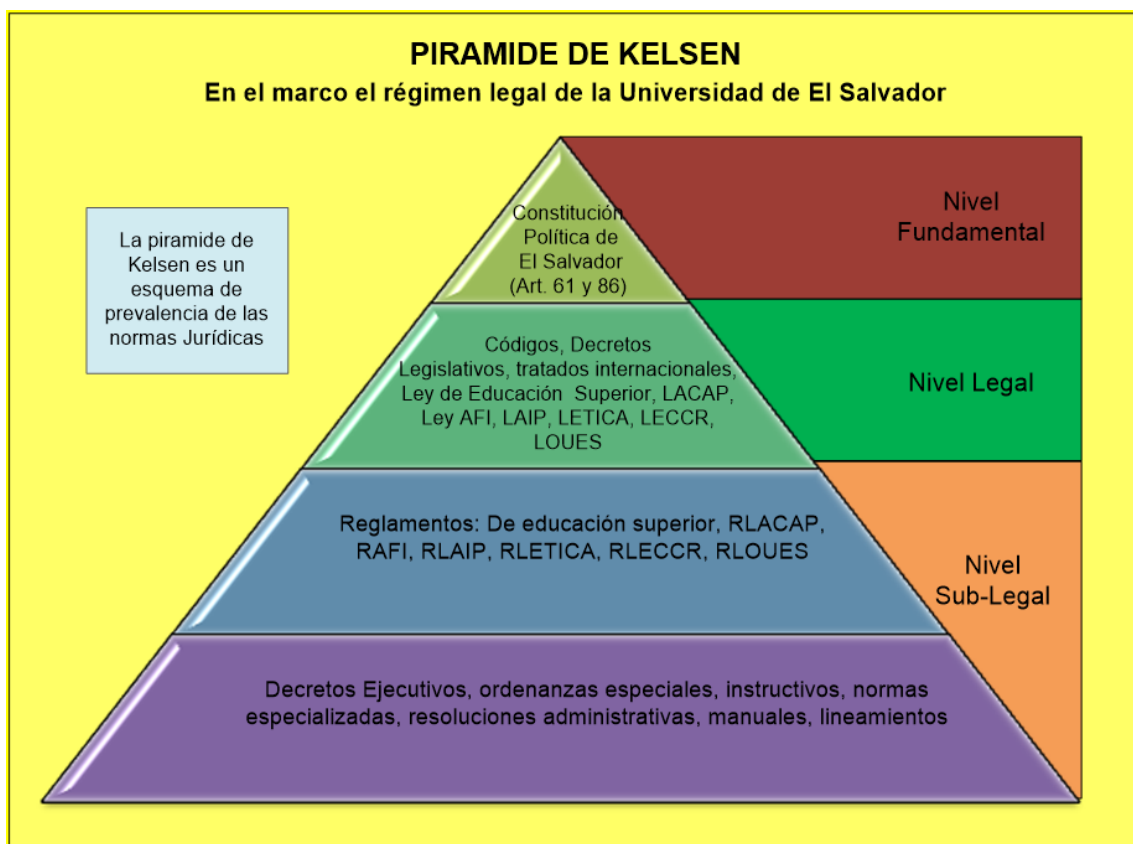 PIRAMIDE DE KELSEN
En el marco el régimen legal de la Universidad de El Salvador
La piramide de
Kelsen es un
esquema de
prevalencia de las
normas Jurídicas
Constitución
Política de
El Salvador
(Art. 61 y 86)
Nivel
Fundamental
Códigos, Decretos
Legislativos, tratados internacionales,
Ley de Educación Superior, LACAP,
Ley AFI, LAIP, LETICA, LECCR,
LOUES
Nivel Legal
Reglamentos: De educación superior, RLACAP,
RAFI, RLAIP, RLETICA, RLECCR, RLOUES
Nivel
Sub-Legal
Decretos Ejecutivos, ordenanzas especiales, instructivos, normas
especializadas, resoluciones administrativas, manuales, lineamientos